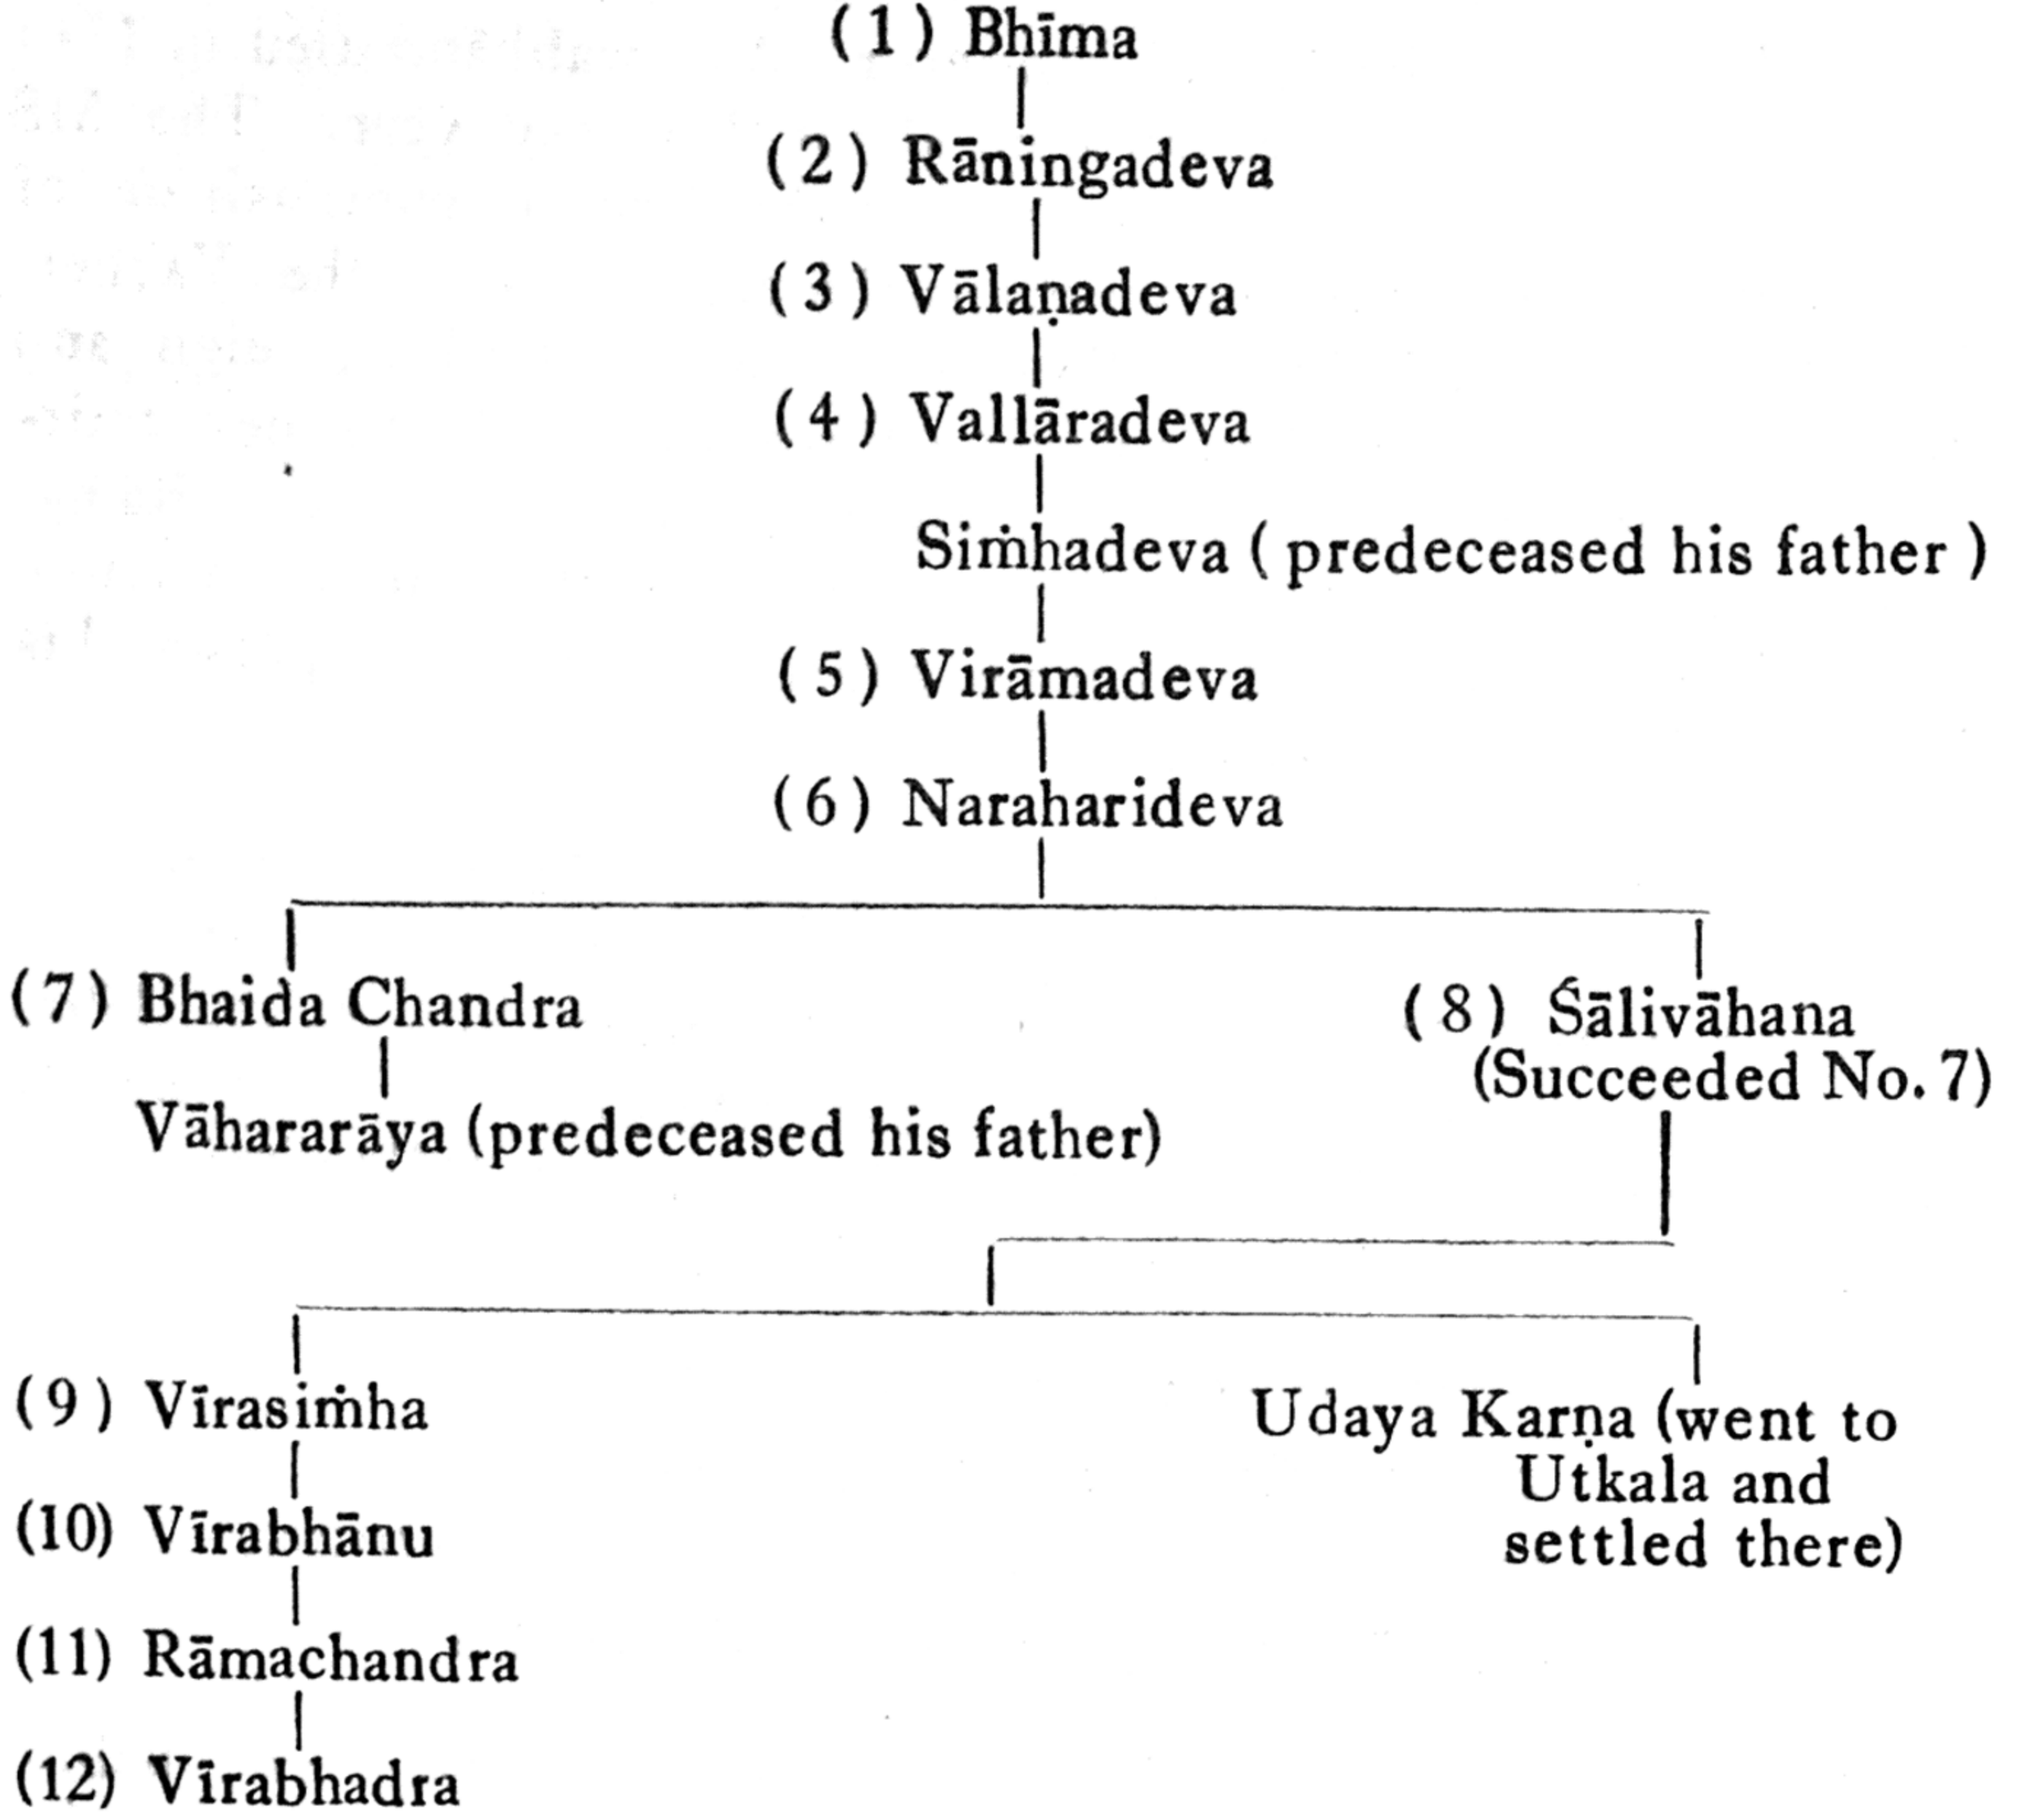 (1) Bhīma
(2) Rāningadeva
(3) Vālaṇadeva
(4) Vallāradeva
Siṁhadeva (predeceased his father)
(5) Virāmadeva
(6) Naraharideva
(7) Bhaida Chandra
(8) Śālivāhana
(Succeeded No. 7)
Vāhararāya (predeceased his father)
(9) Vīrasiṁha
Udaya Karṇa (went to
Utkala and
settled there)
(10) Vīrabhānu
(11) Rāmachandra
(12) Vīrabhadra